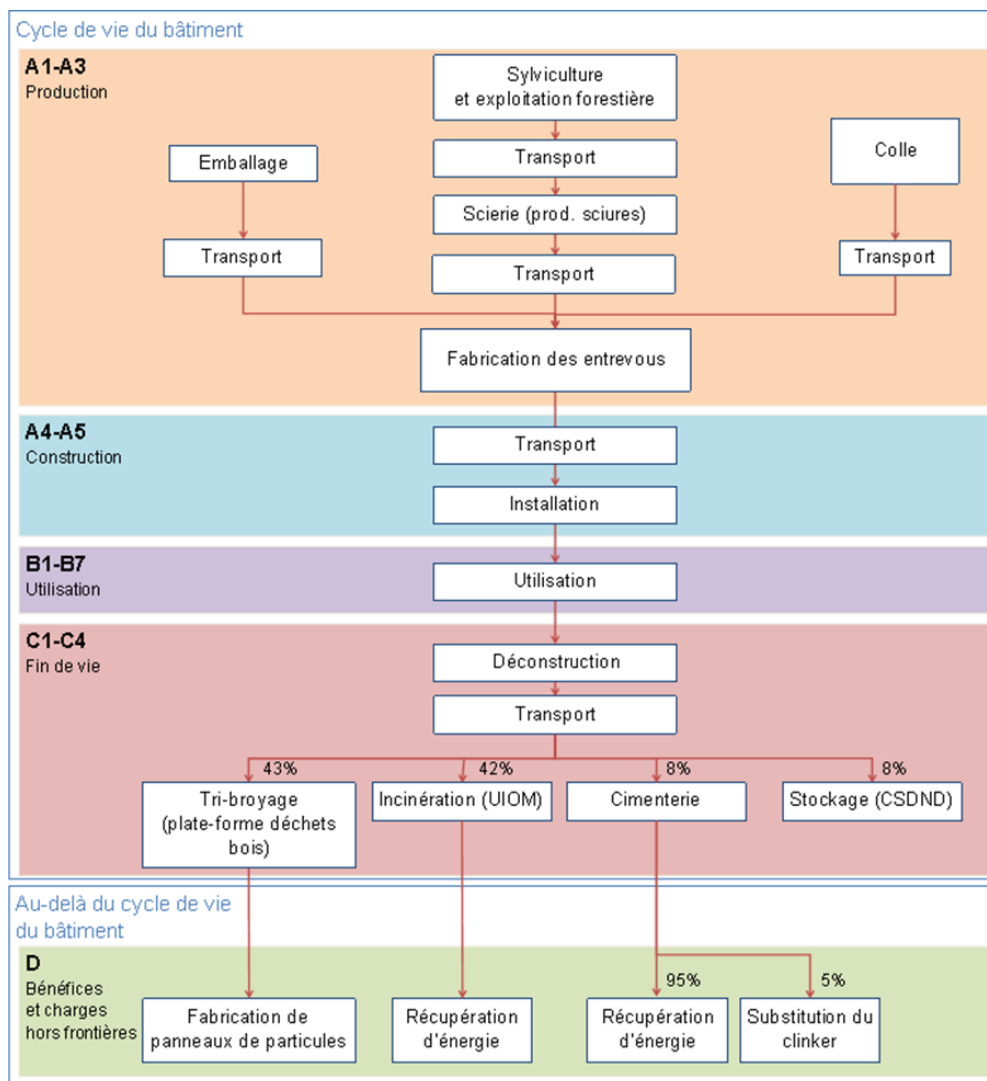 Cycle de vie du bâtiment
A1-A3
Production
Sylviculture
et exploitation forestière
Emballage
Transport
Colle
Scierie (prod. sciures)
Transport
Transport
Transport
Fabrication des entrevous
A4-A5
Construction
Transport
Installation
B1-B7
Utilisation
Utilisation
C1-C4
Fin de vie
Déconstruction
Transport
43%
42%
8%
8%
Tri-broyage
(plate-forme déchets
bois)
Incinération (UIOM)
Cimenterie
Stockage (CSDND)
Au-delà du cycle de vie
du bâtiment
D
Bénéfices
et charges
hors frontières
95%
5%
Fabrication de
panneaux de particules
Récupération
d'énergie
Récupération
d'énergie
Substitution du
clinker